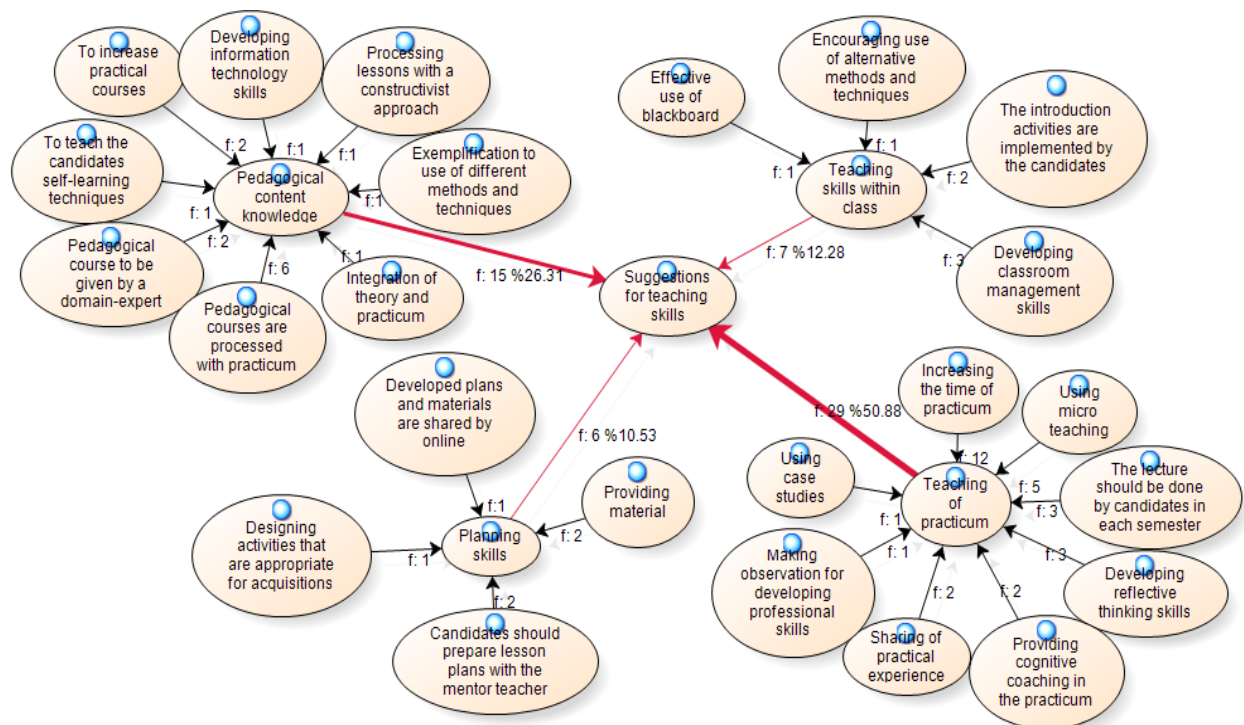 To increase
practical
courses
Developing
information
technology
skills
Processing
lessons with a
constructivist
approach
To teach the
candidates
self-learning
techniques
Exemplification to
use of different
methods and
techniques
Pedagogical
content
knowledge
Pedagogical
course to be
given by a
domain-expert
Pedagogical
courses are
processed
with practicum
Integration of
theory and
practicum
f: 2
f:1
f:1
f: 1
f:1
f: 2
f: 6
f: 1
f: 15 %26.31
Effective
use of
blackboard
Encouraging use
of alternative
methods and
techniques
The introduction
activities are
implemented by
the candidates
Teaching
skills within
class
Developing
classroom
management
skills
f: 1
f: 1
f: 2
f: 3
f: 7 %12.28
Suggestions
for teaching
skills
Developed plans
and materials
are shared by
online
Providing
material
Designing
activities that
are appropriate
for acquisitions
Planning
skills
Candidates should
prepare lesson
plans with the
mentor teacher
f:1
f: 2
f: 1
f: 2
f: 6 %10.53
Increasing
the time of
practicum
Using
micro
teaching
Using
case
studies
Teaching
of
practicum
The lecture
should be done
by candidates in
each semester
Making
observation for
developing
professional
skills
Sharing of
practical
experience
Providing
cognitive
coaching in
the practicum
Developing
reflective
thinking skills
f: 12
f: 5
f: 1
f: 3
f: 1
f: 2
f: 2
f: 3
f: 29 %50.88